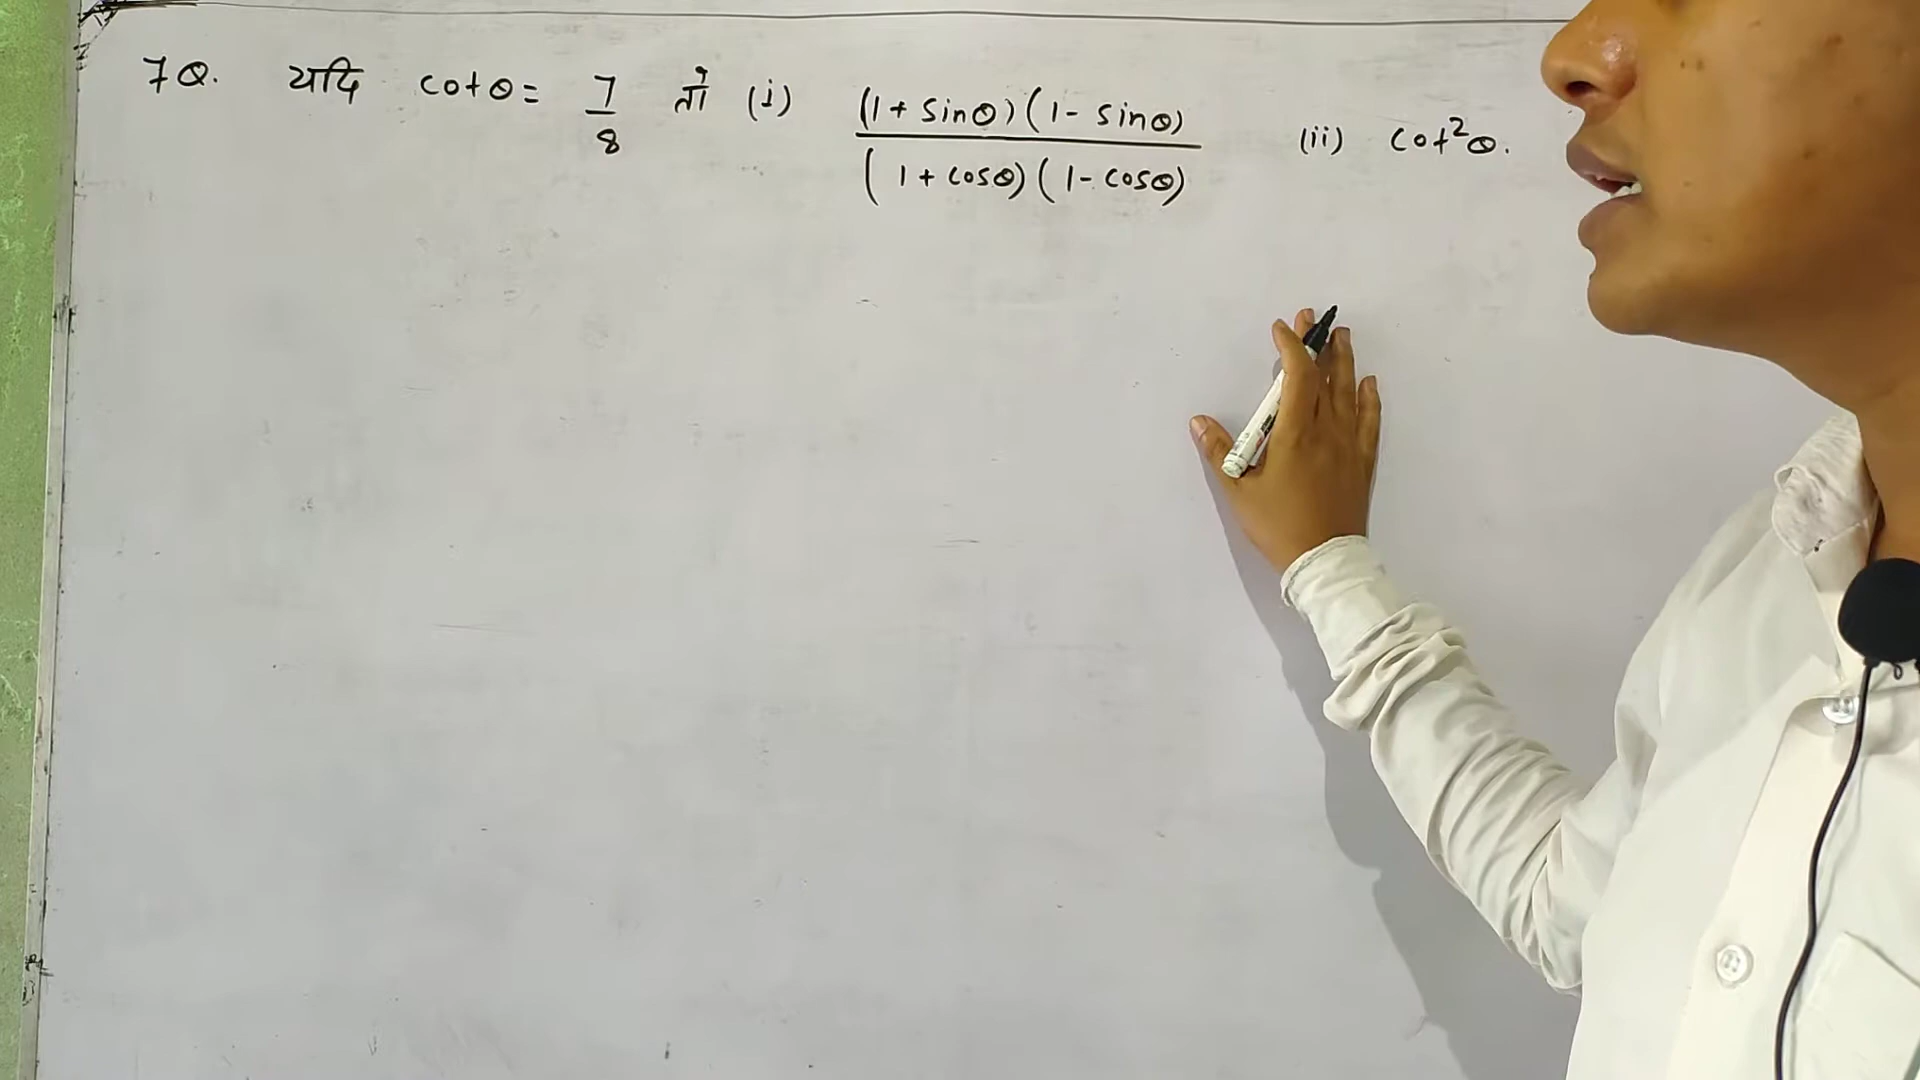 7Q. यदि cotθ = 7/8 तो (i) (1 + sinθ)(1 - sinθ) / (1 + cosθ)(1 - cosθ) (ii) cot²θ.